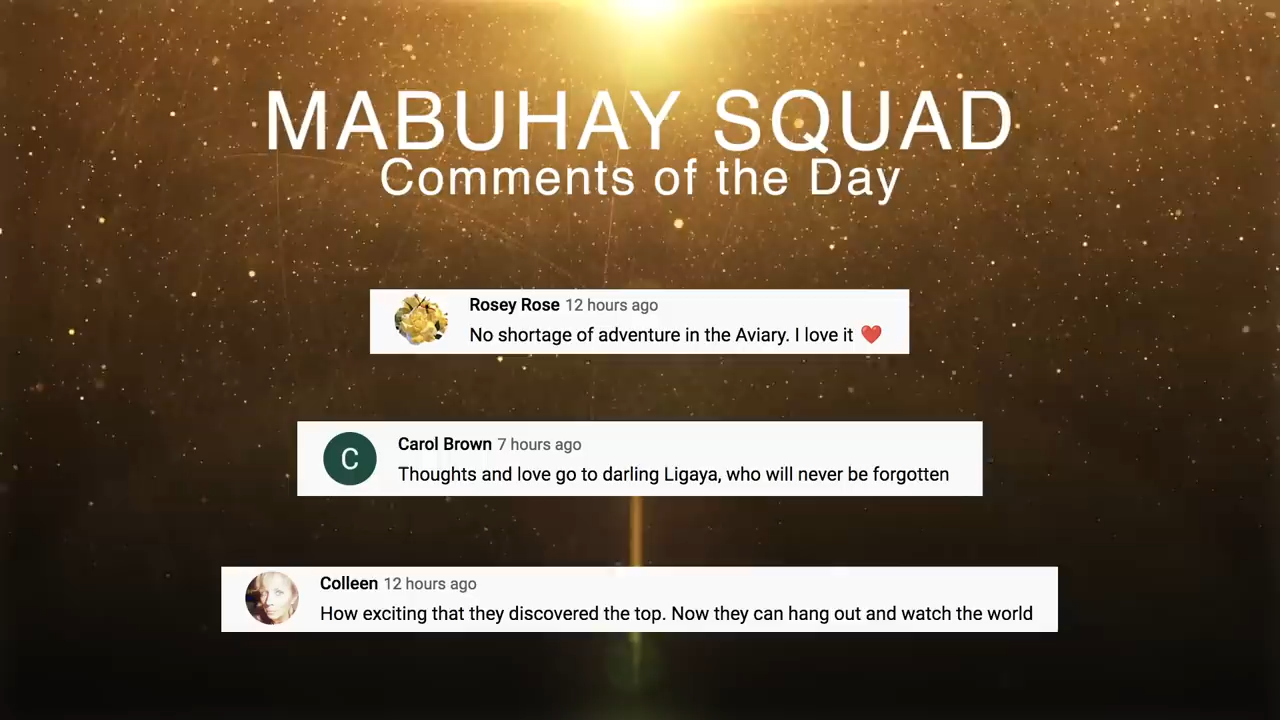 MABUHAY SQUAD
Comments of the Day
Rosey Rose 12 hours ago
No shortage of adventure in the Aviary. I love it ❤️
C
Carol Brown 7 hours ago
Thoughts and love go to darling Ligaya, who will never be forgotten
Colleen 12 hours ago
How exciting that they discovered the top. Now they can hang out and watch the world